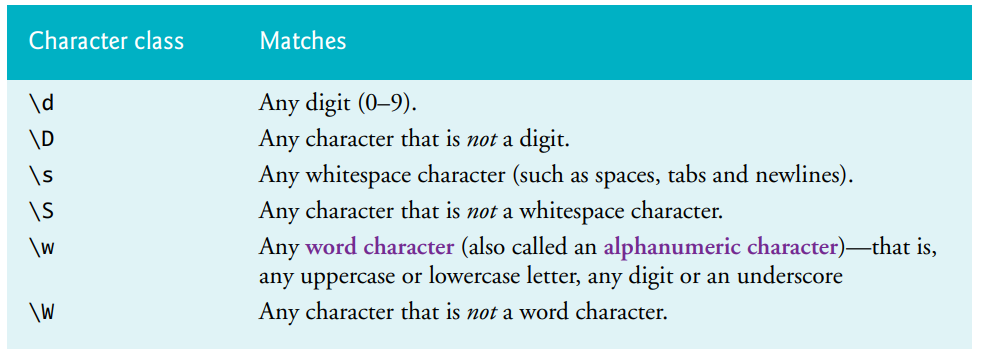 Character class Matches
\d Any digit (0–9).
\D Any character that is not a digit.
\s Any whitespace character (such as spaces, tabs and newlines).
\S Any character that is not a whitespace character.
\w Any word character (also called an alphanumeric character)—that is,
any uppercase or lowercase letter, any digit or an underscore
\W Any character that is not a word character.